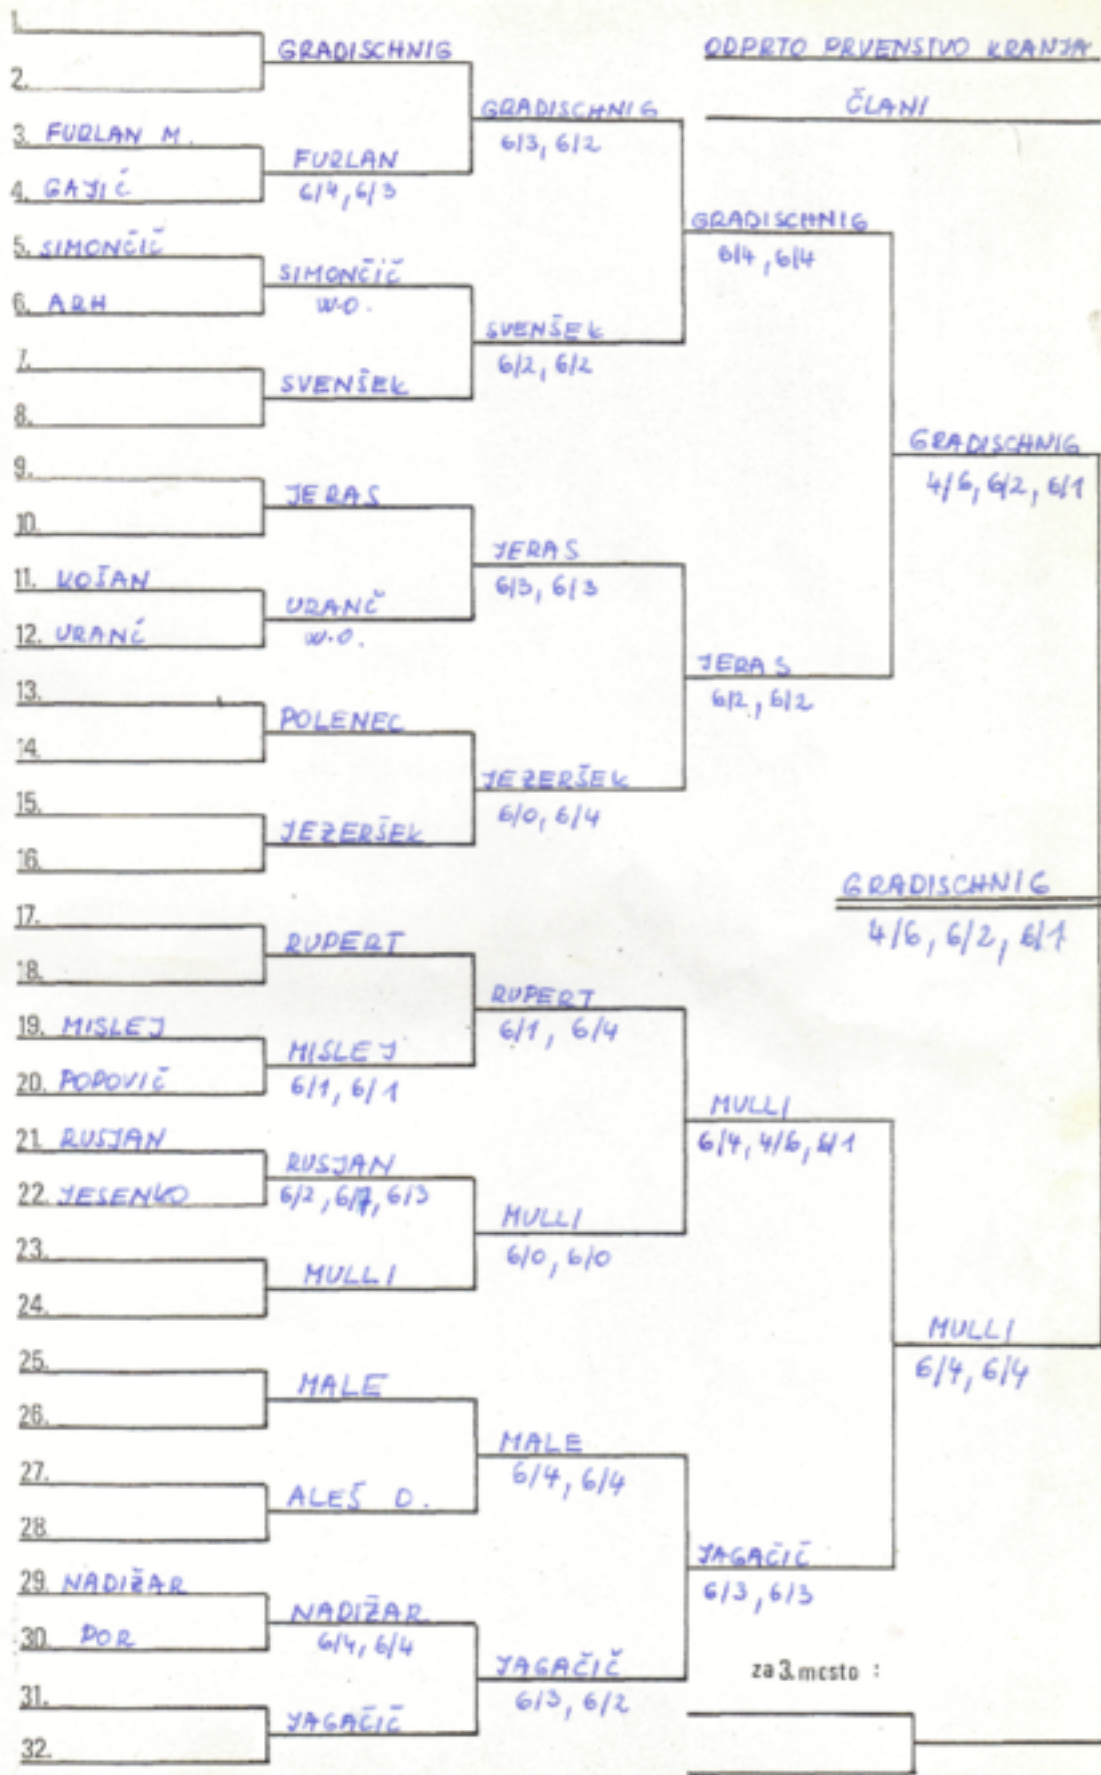 ODPRTO PRVENSTVO KRANJA
ČLANI
1.
2.
3. FURLAN M.
4. GAJIČ
5. SIMONČIČ
6. ARH
7.
8.
9.
10.
11. KOŠAN
12. URANČ
13.
14.
15.
16.
17.
18.
19. MISLEJ
20. POPOVIČ
21. RUSJAN
22. JESENKO
23.
24.
25.
26.
27.
28.
29. NADIŽAR
30. DOR
31.
32.
GRADISCHNIG
FURLAN
6/4, 6/3
SIMONČIČ
W.O.
SVENŠEK
JERAS
URANČ
W.O.
POLENEC
JEZERŠEK
RUPERT
MISLEJ
6/1, 6/1
RUSJAN
6/2, 6/7, 6/3
MULLI
MALE
ALEŠ D.
NADIŽAR
6/4, 6/4
JAGAČIČ
GRADISCHNIG
6/3, 6/2
SVENŠEK
6/2, 6/2
JERAS
6/3, 6/3
JEZERŠEK
6/0, 6/4
RUPERT
6/1, 6/4
MULLI
6/0, 6/0
MALE
6/4, 6/4
JAGAČIČ
6/3, 6/2
GRADISCHNIG
6/4, 6/4
JERAS
6/2, 6/2
MULLI
6/4, 4/6, 6/1
JAGAČIČ
6/3, 6/3
GRADISCHNIG
4/6, 6/2, 6/1
MULLI
6/4, 6/4
GRADISCHNIG
4/6, 6/2, 6/1
za 3. mesto :